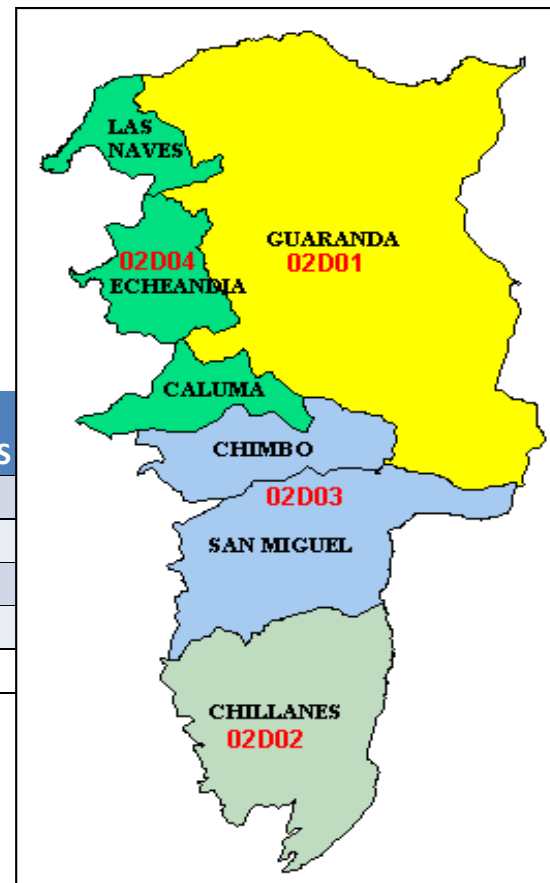 LAS
NAVES
GUARANDA
02D01
02D04
ECHEANDIA
CALUMA
S
CHIMBO
02D03
SAN MIGUEL
CHILLANES
02D02